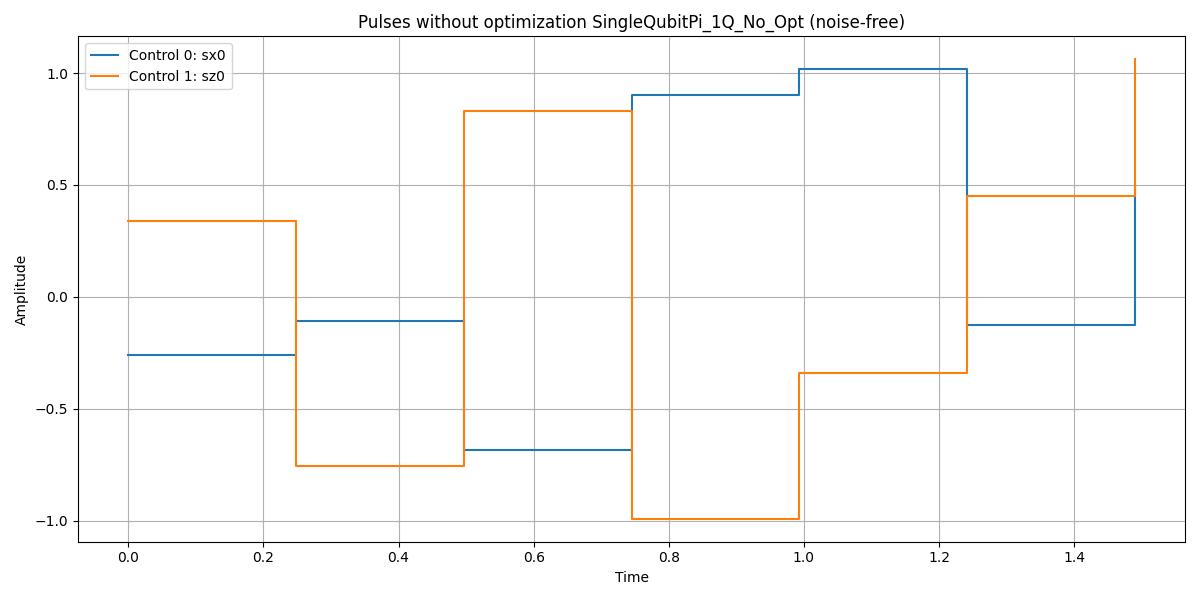 Pulses without optimization SingleQubitPi_1Q_No_Opt (noise-free)
Control 0: sx0
Control 1: sz0
1.0
0.5
0.0
−0.5
−1.0
Amplitude
0.0 0.2 0.4 0.6 0.8 1.0 1.2 1.4
Time